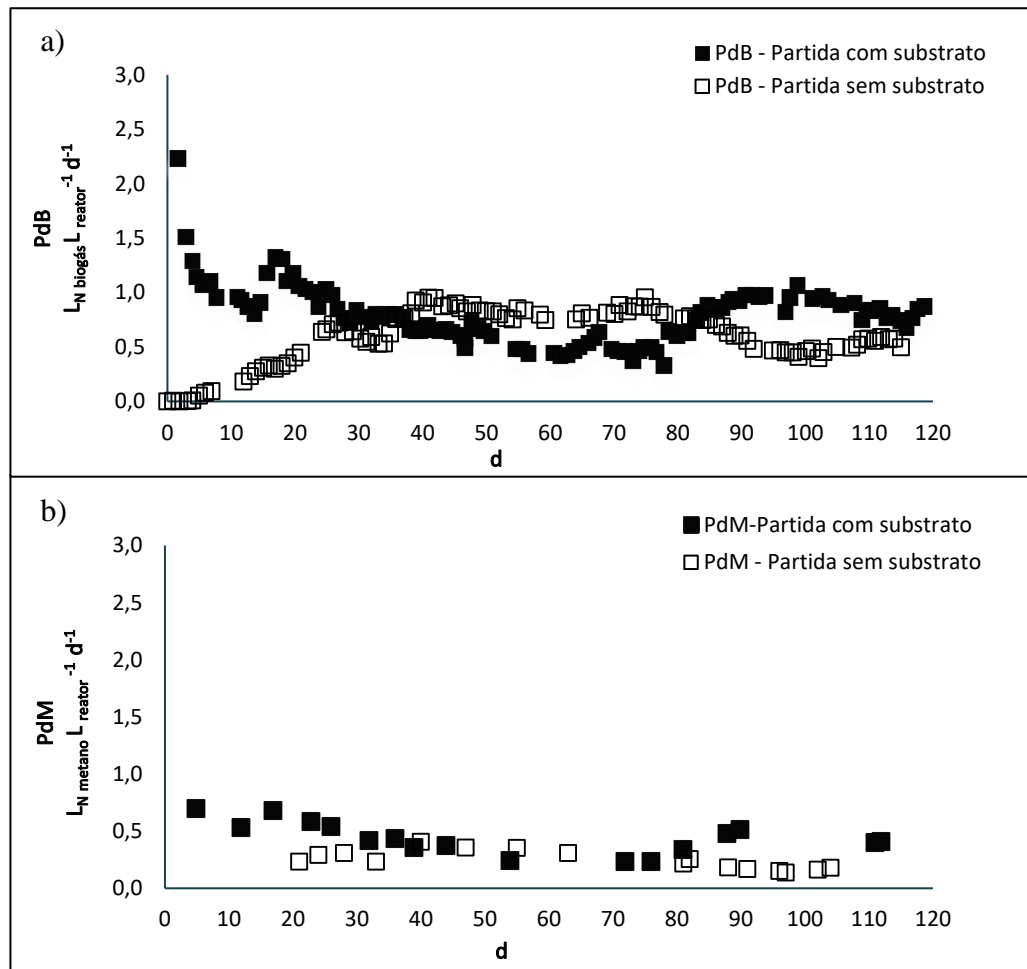 a)
PdB - Partida com substrato
PdB - Partida sem substrato
3,0
2,5
2,0
1,5
1,0
0,5
0,0
PdB
L N biogás L reator -1 d-1
0 10 20 30 40 50 60 70 80 90 100 110 120
d
b)
PdM-Partida com substrato
PdM - Partida sem substrato
3,0
2,5
2,0
1,5
1,0
0,5
0,0
PdM
L N metano L reator -1 d-1
0 10 20 30 40 50 60 70 80 90 100 110 120
d